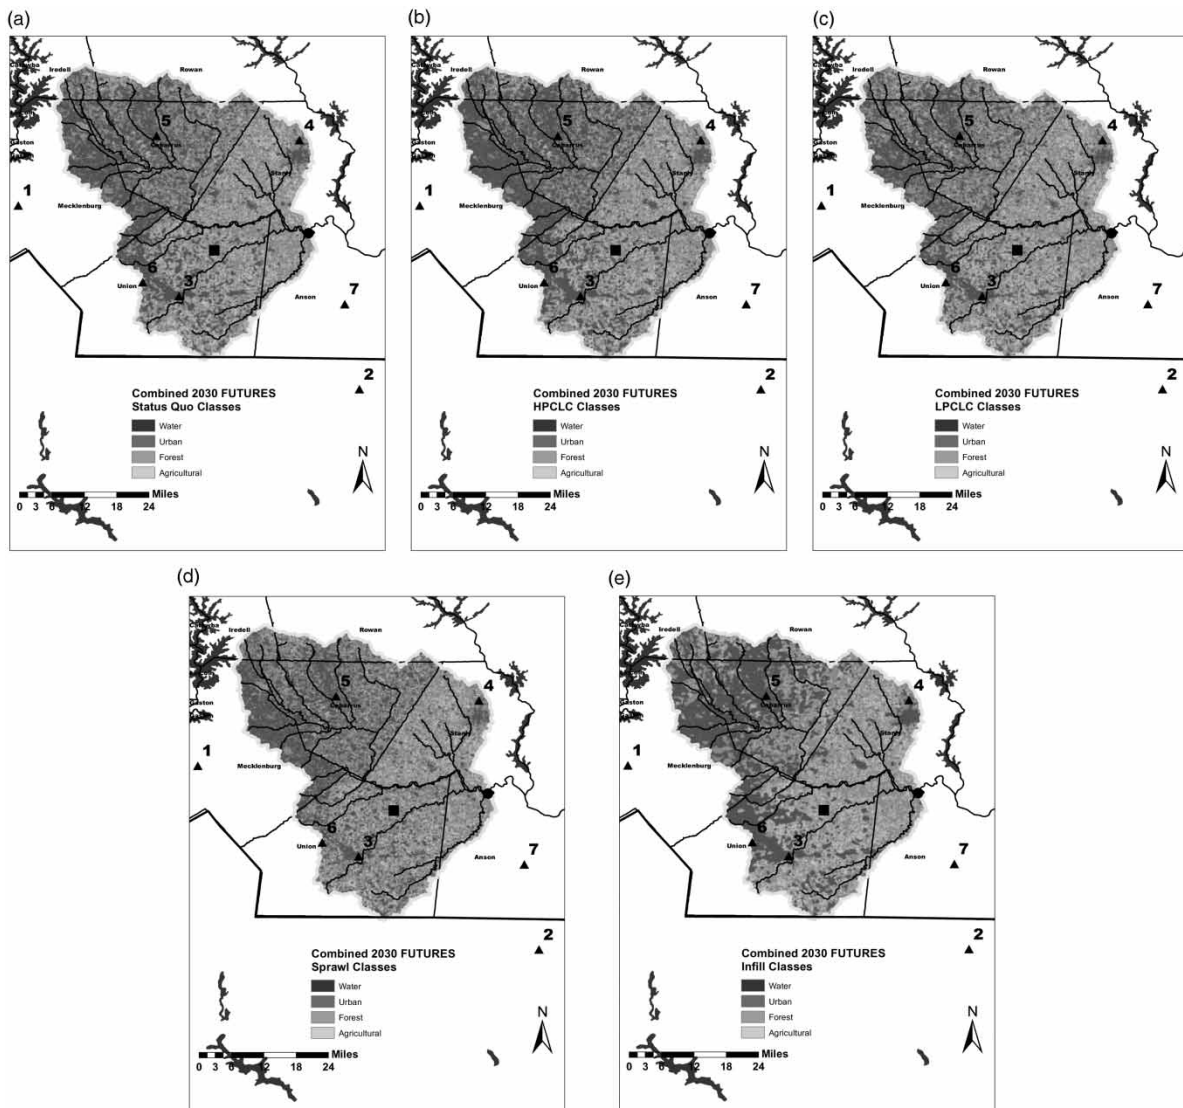 (a)
(b)
(c)
Iredell
Rowan
Gaston
5
Cabarrus
4
Stanly
1
Mecklenburg
6
3
Union
Anson
7
2
Combined 2030 FUTURES
Status Quo Classes
Water
Urban
Forest
Agricultural
N
Miles
0 3 6 12 18 24
Iredell
Rowan
Gaston
5
Cabarrus
4
Stanly
1
Mecklenburg
6
3
Union
Anson
7
2
Combined 2030 FUTURES
HPCLC Classes
Water
Urban
Forest
Agricultural
N
Miles
0 3 6 12 18 24
Iredell
Rowan
Gaston
5
Cabarrus
4
Stanly
1
Mecklenburg
6
3
Union
Anson
7
2
Combined 2030 FUTURES
LPCLC Classes
Water
Urban
Forest
Agricultural
N
Miles
0 3 6 12 18 24
(d)
(e)
Iredell
Rowan
Gaston
5
Cabarrus
4
Stanly
1
Mecklenburg
6
3
Union
Anson
7
2
Combined 2030 FUTURES
Sprawl Classes
Water
Urban
Forest
Agricultural
N
Miles
0 3 6 12 18 24
Iredell
Rowan
Gaston
5
Cabarrus
4
Stanly
1
Mecklenburg
6
3
Union
Anson
7
2
Combined 2030 FUTURES
Infill Classes
Water
Urban
Forest
Agricultural
N
Miles
0 3 6 12 18 24